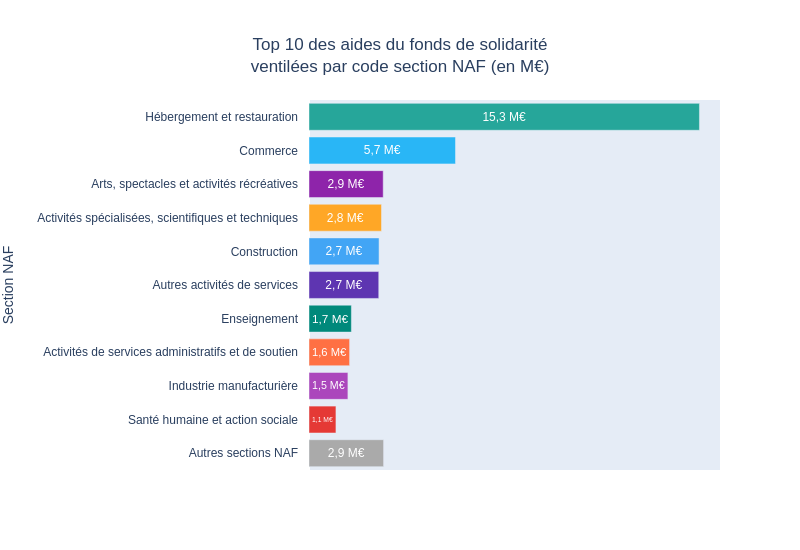 Top 10 des aides du fonds de solidarité
ventilées par code section NAF (en M€)
Section NAF
Hébergement et restauration 15,3 M€
Commerce 5,7 M€
Arts, spectacles et activités récréatives 2,9 M€
Activités spécialisées, scientifiques et techniques 2,8 M€
Construction 2,7 M€
Autres activités de services 2,7 M€
Enseignement 1,7 M€
Activités de services administratifs et de soutien 1,6 M€
Industrie manufacturière 1,5 M€
Santé humaine et action sociale 1,1 M€
Autres sections NAF 2,9 M€